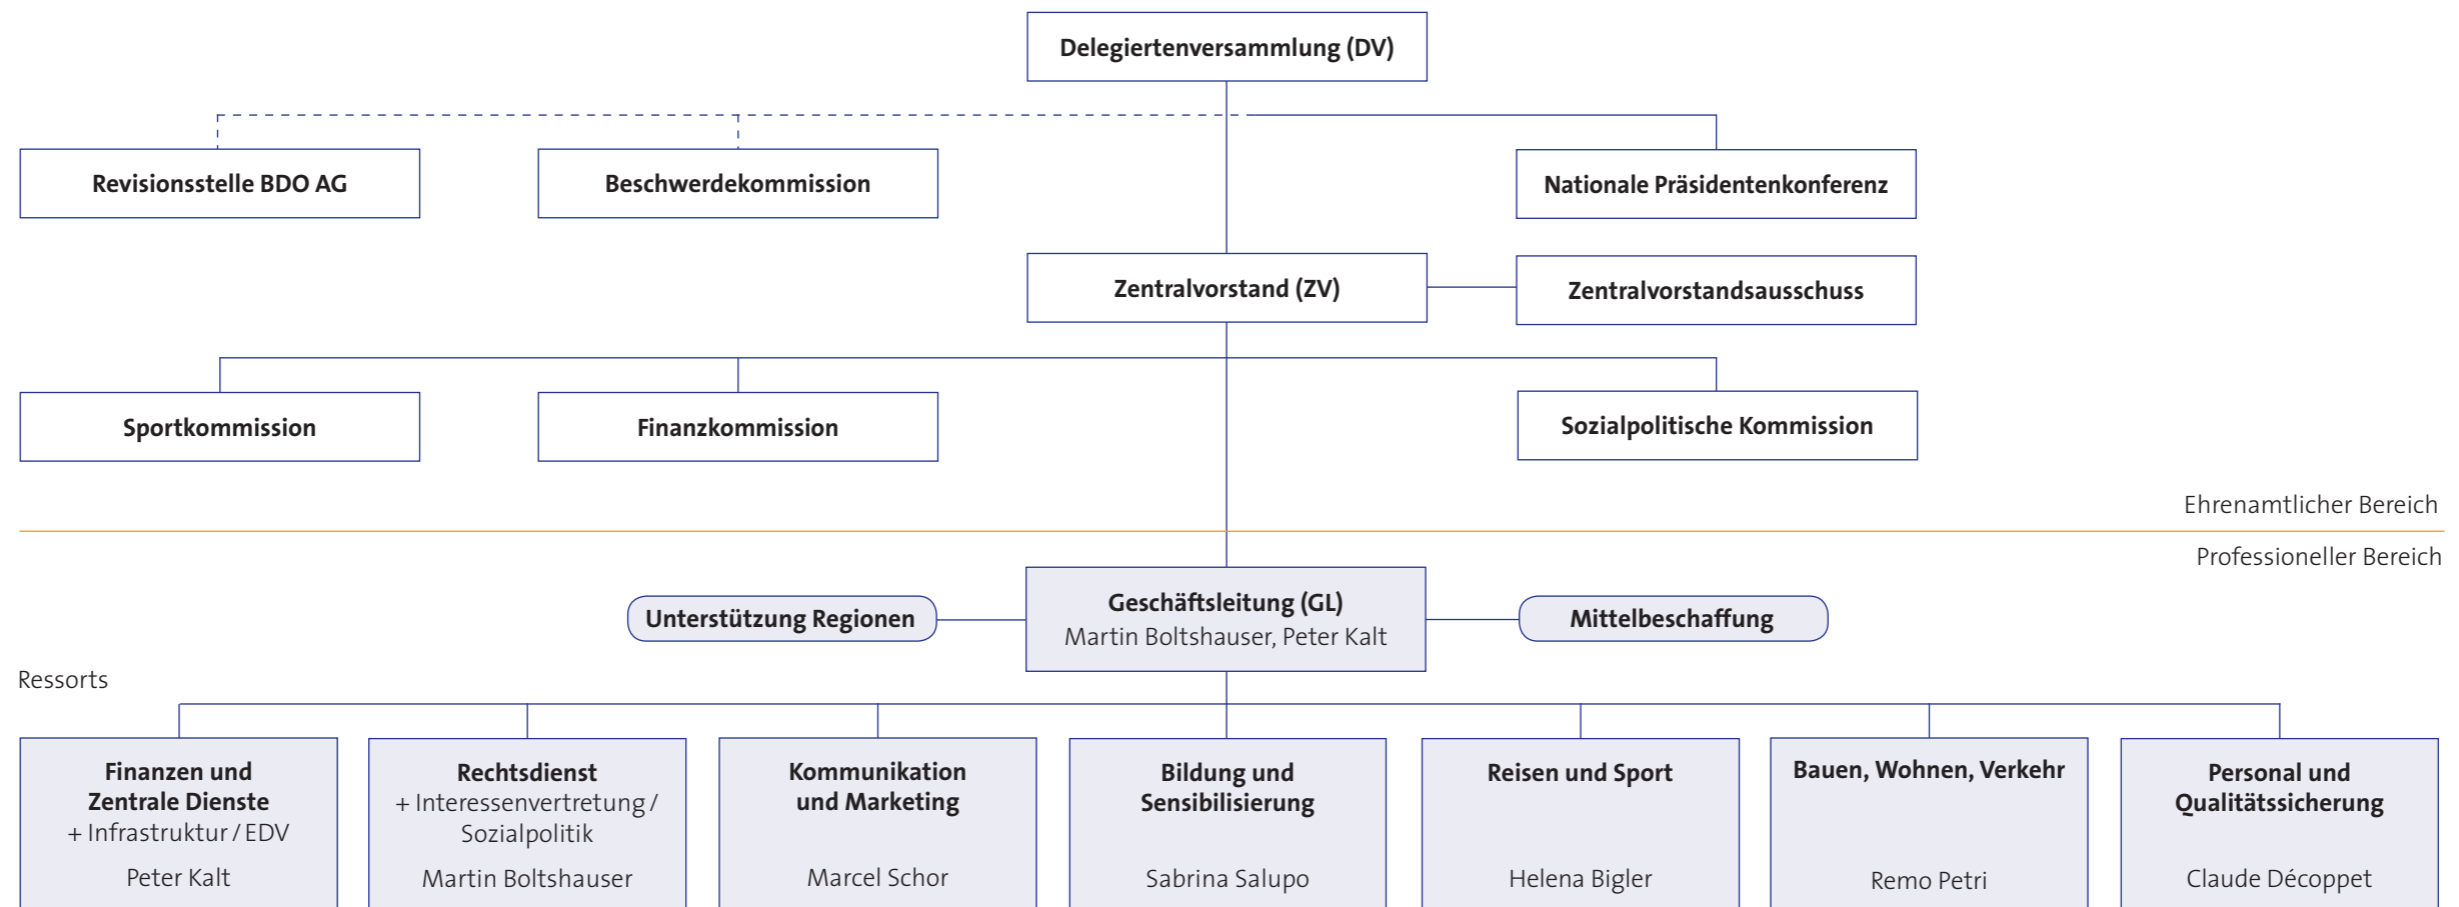 Delegiertenversammlung (DV)
Revisionsstelle BDO AG
Beschwerdekommission
Nationale Präsidentenkonferenz
Zentralvorstand (ZV)
Zentralvorstandsausschuss
Sportkommission
Finanzkommission
Sozialpolitische Kommission
Ehrenamtlicher Bereich
Professioneller Bereich
Unterstützung Regionen
Geschäftsleitung (GL)
Martin Boltshauser, Peter Kalt
Mittelbeschaffung
Ressorts
Finanzen und
Zentrale Dienste
+ Infrastruktur / EDV
Peter Kalt
Rechtsdienst
+ Interessenvertretung /
Sozialpolitik
Martin Boltshauser
Kommunikation
und Marketing
Marcel Schor
Bildung und
Sensibilisierung
Sabrina Salupo
Reisen und Sport
Helena Bigler
Bauen, Wohnen, Verkehr
Remo Petri
Personal und
Qualitätssicherung
Claude Décoppet